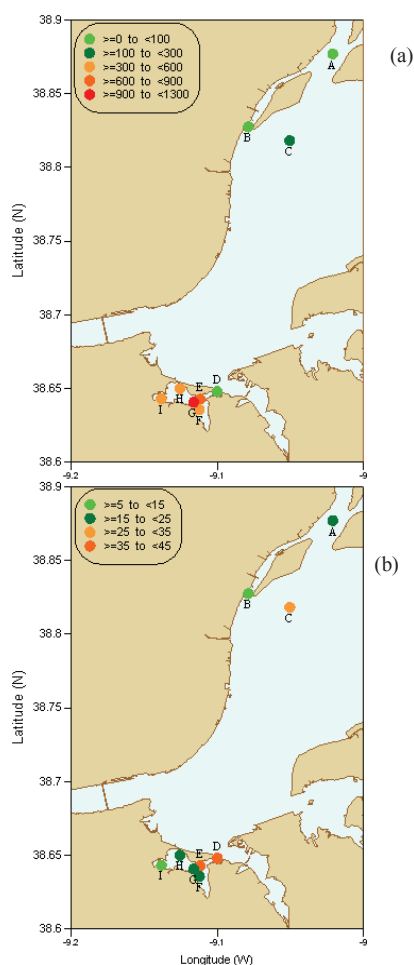 >=0 to <100
>=100 to <300
>=300 to <600
>=600 to <900
>=900 to <1300
(a)
A
B
C
D
E
F
G
H
I
Latitude (N)
38.9
38.85
38.8
38.75
38.7
38.65
38.6
-9.2
-9.1
-9
>=5 to <15
>=15 to <25
>=25 to <35
>=35 to <45
(b)
A
B
C
D
E
F
G
H
I
Latitude (N)
38.9
38.85
38.8
38.75
38.7
38.65
38.6
-9.2
-9.1
-9
Longitude (W)